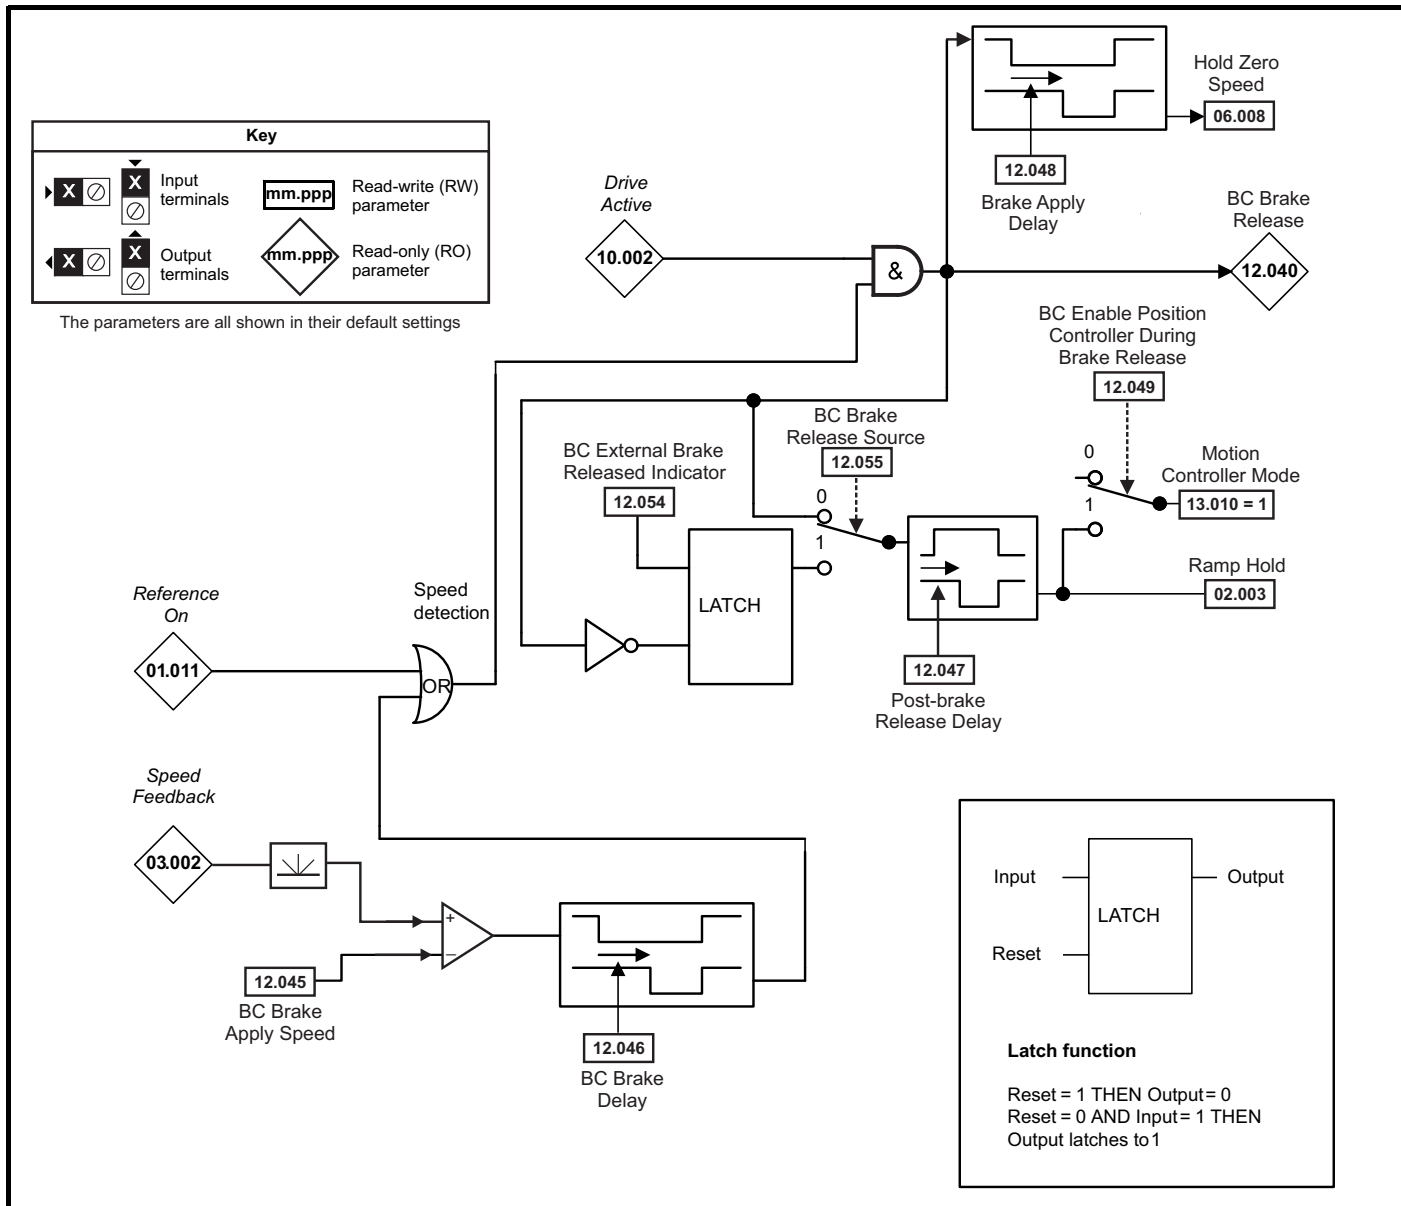 Key
X
X
Input
terminals
mm.ppp
Read-write (RW)
parameter
X
X
Output
terminals
mm.ppp
Read-only (RO)
parameter
The parameters are all shown in their default settings
Hold Zero
Speed
06.008
12.048
Brake Apply
Delay
Drive
Active
10.002
&
BC Brake
Release
12.040
BC Enable Position
Controller During
Brake Release
12.049
0
1
Motion
Controller Mode
13.010 = 1
BC Brake
Release Source
12.055
0
1
BC External Brake
Released Indicator
12.054
LATCH
Ramp Hold
02.003
12.047
Post-brake
Release Delay
Reference
On
01.011
Speed
detection
OR
Speed
Feedback
03.002
+
–
12.045
BC Brake
Apply Speed
12.046
BC Brake
Delay
Input
Reset
LATCH
Output
Latch function
Reset = 1 THEN Output = 0
Reset = 0 AND Input = 1 THEN
Output latches to 1